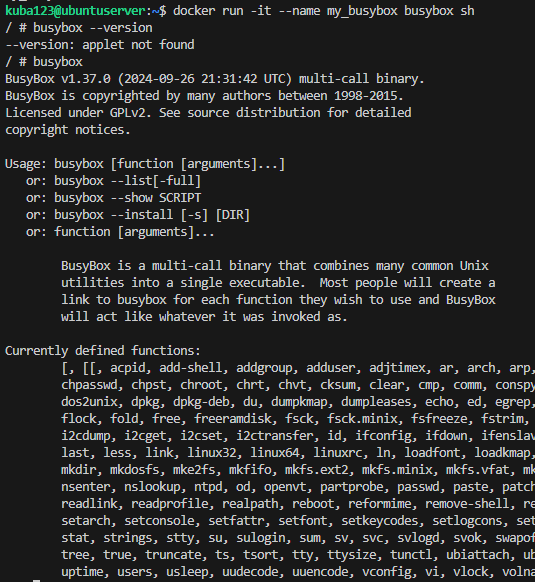 kuba123@ubuntuserver:~$ docker run -it --name my_busybox busybox sh
/ # busybox --version
--version: applet not found
/ # busybox
BusyBox v1.37.0 (2024-09-26 21:31:42 UTC) multi-call binary.
BusyBox is copyrighted by many authors between 1998-2015.
Licensed under GPLv2. See source distribution for detailed
copyright notices.
Usage: busybox [function [arguments]...]
or: busybox --list[-full]
or: busybox --show SCRIPT
or: busybox --install [-s] [DIR]
or: function [arguments]...
BusyBox is a multi-call binary that combines many common Unix
utilities into a single executable.  Most people will create a
link to busybox for each function they wish to use and BusyBox
will act like whatever it was invoked as.
Currently defined functions:
[, [[, acpid, add-shell, addgroup, adduser, adjtimex, ar, arch, arp,
chpasswd, chpst, chroot, chrt, chvt, cksum, clear, cmp, comm, conspy
dos2unix, dpkg, dpkg-deb, du, dumpkmap, dumpleases, echo, ed, egrep,
flock, fold, free, freeramdisk, fsck, fsck.minix, fsfreeze, fstrim,
i2cdump, i2cget, i2cset, i2ctransfer, id, ifconfig, ifdown, ifenslav
last, less, link, linux32, linux64, linuxrc, ln, loadfont, loadkmap,
mkdir, mkdosfs, mke2fs, mkfifo, mkfs.ext2, mkfs.minix, mkfs.vfat, mk
nsenter, nslookup, ntpd, od, openvt, partprobe, passwd, paste, patch
readlink, readprofile, realpath, reboot, reformime, remove-shell, re
setarch, setconsole, setfattr, setfont, setkeycodes, setlogcons, set
stat, strings, stty, su, sulogin, sum, sv, svc, svlogd, svok, swapof
tree, true, truncate, ts, tsort, tty, ttysize, tunctl, ubiattach, ub
uptime, users, usleep, uudecode, uuencode, vconfig, vi, vlock, volna